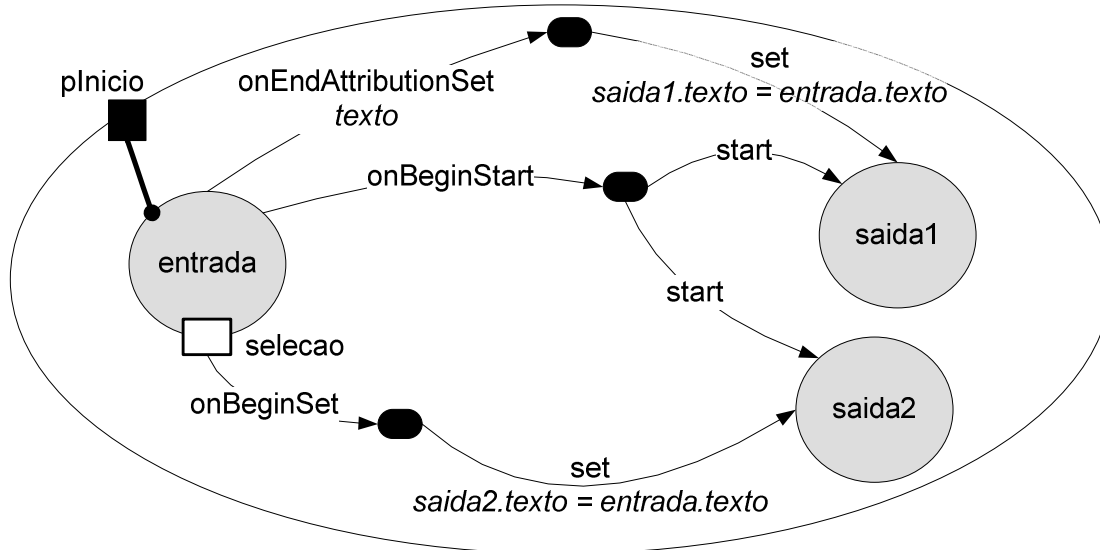 set
saida1.texto = entrada.texto
pInicio
onEndAttributionSet
texto
start
onBeginStart
saida1
entrada
start
selecao
onBeginSet
saida2
set
saida2.texto = entrada.texto